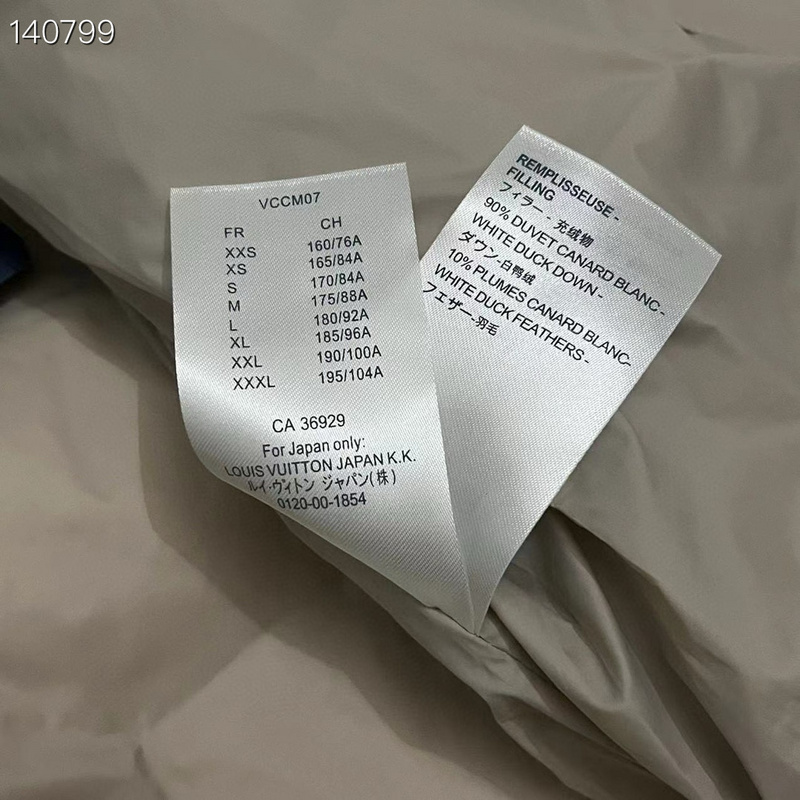 140799
VCCM07
FR CH
XXS 160/76A
XS 165/84A
S 170/84A
M 175/88A
L 180/92A
XL 185/96A
XXL 190/100A
XXXL 195/104A
CA 36929
For Japan only:
LOUIS VUITTON JAPAN K.K.
ルイ・ヴィトン ジャパン(株)
0120-00-1854
REMPLISSEUSE -
FILLING
フィラー - 充绒物
90% DUVET CANARD BLANC -
WHITE DUCK DOWN -
ダウン-白鸭绒
10% PLUMES CANARD BLANC-
WHITE DUCK FEATHERS -
フェザー-羽毛